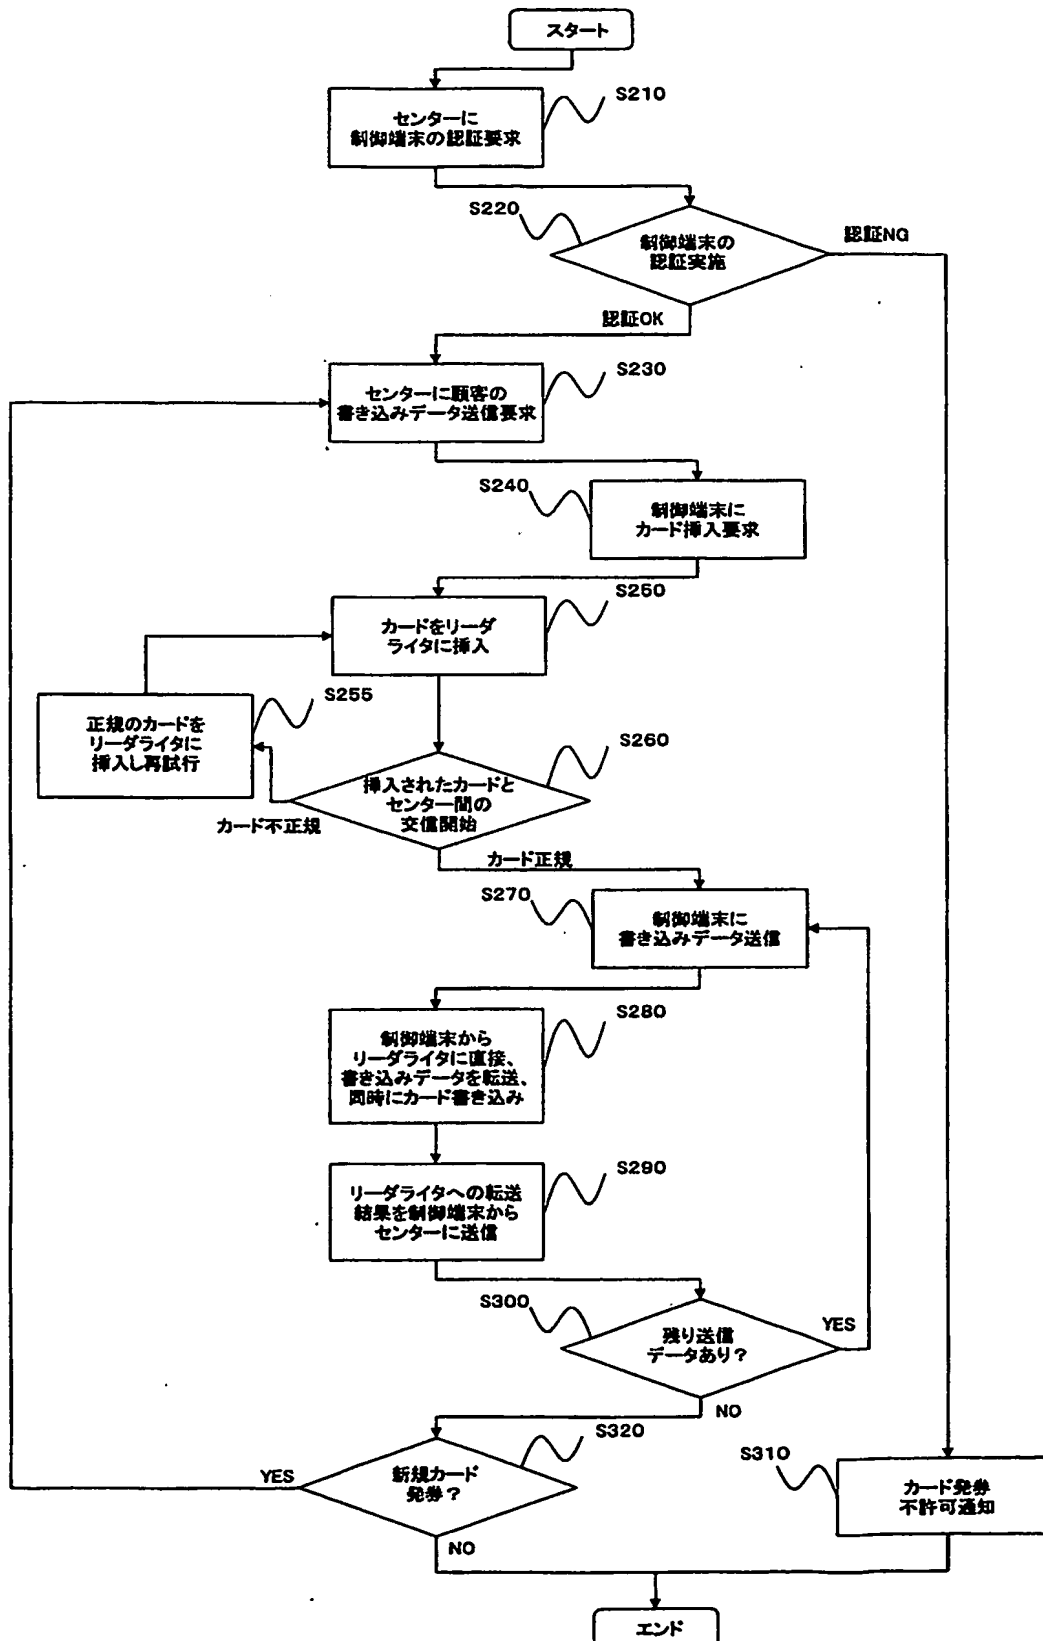 スタート
S210
センターに
制御端末の認証要求
S220
制御端末の
認証実施
認証NG
認証OK
S230
センターに顧客の
書き込みデータ送信要求
S240
制御端末に
カード挿入要求
S250
カードをリーダ
ライタに挿入
S255
正規のカードを
リーダライタに
挿入し再試行
S260
挿入されたカードと
センター間の
交信開始
カード不正規
カード正規
S270
制御端末に
書き込みデータ送信
S280
制御端末から
リーダライタに直接、
書き込みデータを転送、
同時にカード書き込み
S290
リーダライタへの転送
結果を制御端末から
センターに送信
S300
残り送信
データあり？
YES
NO
S320
新規カード
発券？
YES
NO
S310
カード発券
不許可通知
エンド